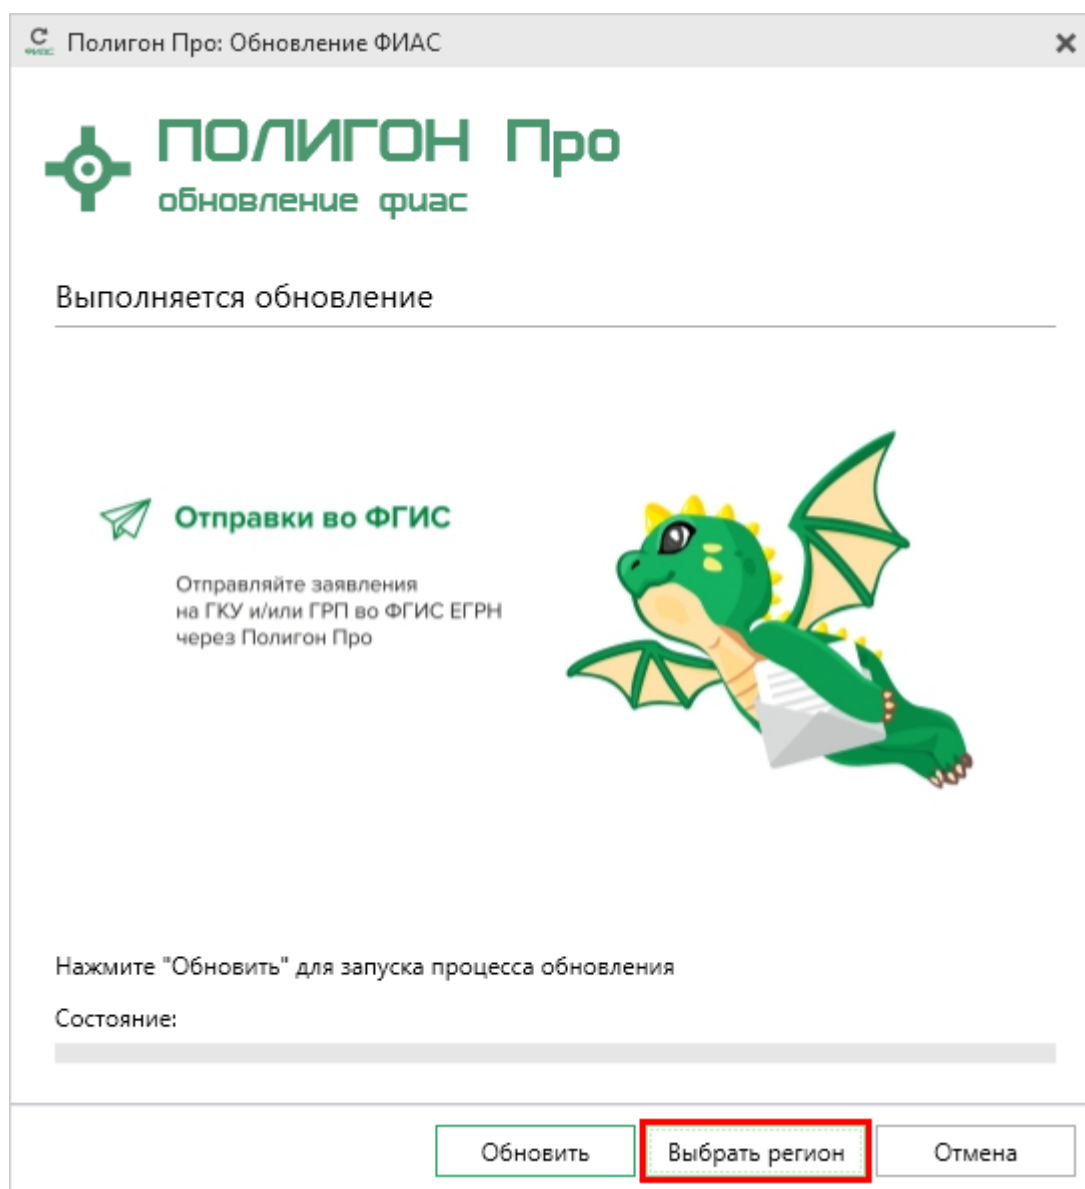 ФИАС Полигон Про: Обновление ФИАС
ПОЛИГОН Про
обновление фиас
Выполняется обновление
Отправки во ФГИС
Отправляйте заявления
на ГКУ и/или ГРП во ФГИС ЕГРН
через Полигон Про
Нажмите "Обновить" для запуска процесса обновления
Состояние:
Обновить Выбрать регион Отмена